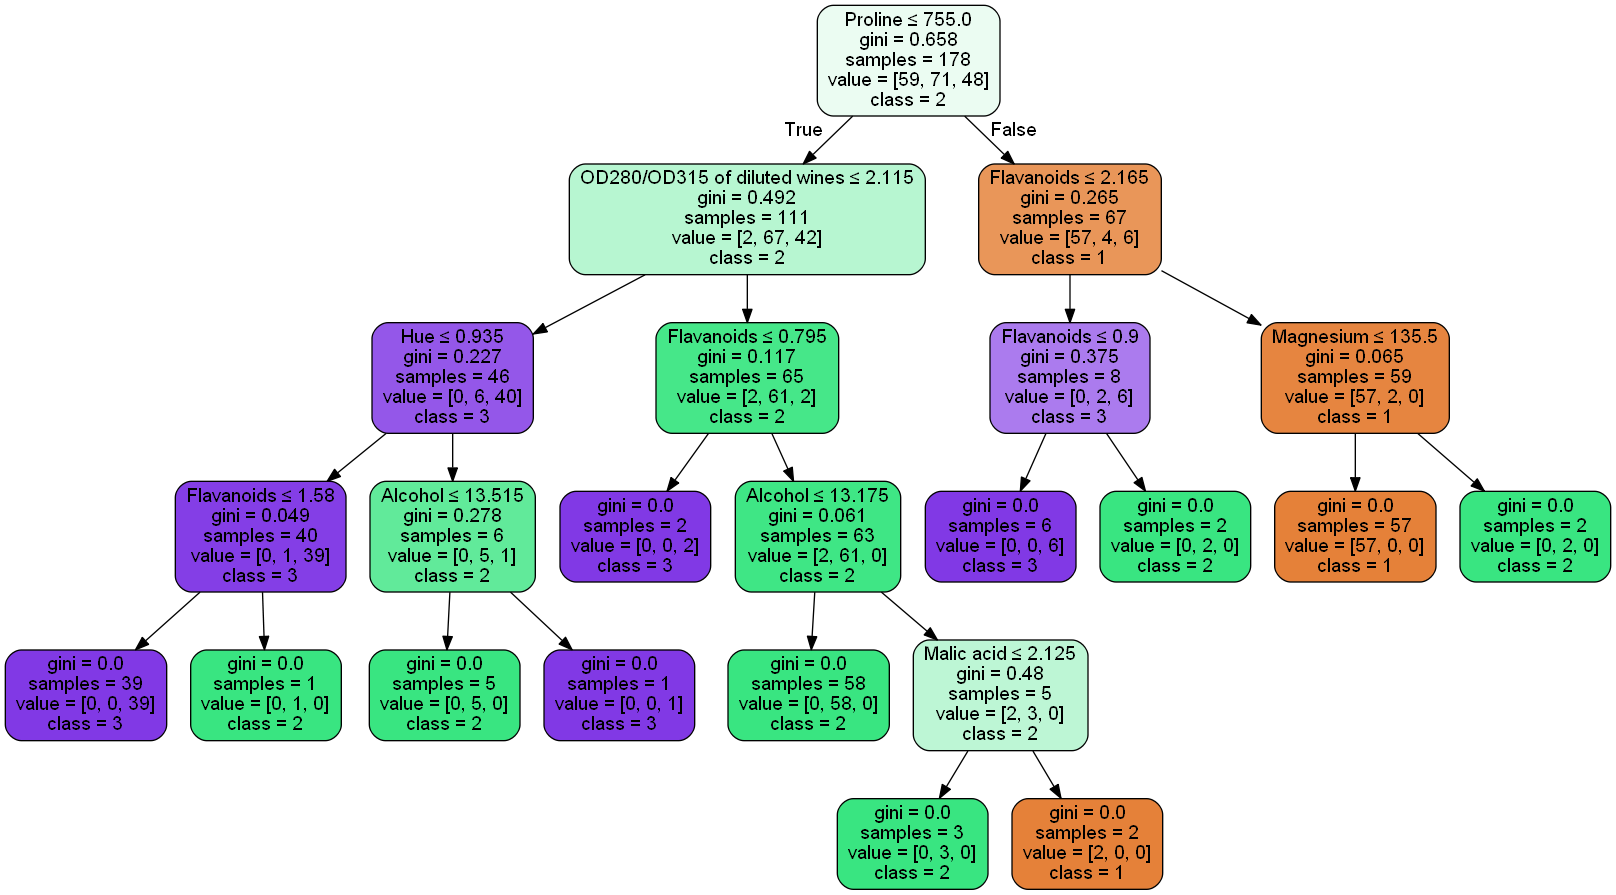 Proline ≤ 755.0
gini = 0.658
samples = 178
value = [59, 71, 48]
class = 2
True
False
OD280/OD315 of diluted wines ≤ 2.115
gini = 0.492
samples = 111
value = [2, 67, 42]
class = 2
Flavanoids ≤ 2.165
gini = 0.265
samples = 67
value = [57, 4, 6]
class = 1
Hue ≤ 0.935
gini = 0.227
samples = 46
value = [0, 6, 40]
class = 3
Flavanoids ≤ 0.795
gini = 0.117
samples = 65
value = [2, 61, 2]
class = 2
Flavanoids ≤ 0.9
gini = 0.375
samples = 8
value = [0, 2, 6]
class = 3
Magnesium ≤ 135.5
gini = 0.065
samples = 59
value = [57, 2, 0]
class = 1
Flavanoids ≤ 1.58
gini = 0.049
samples = 40
value = [0, 1, 39]
class = 3
Alcohol ≤ 13.515
gini = 0.278
samples = 6
value = [0, 5, 1]
class = 2
gini = 0.0
samples = 2
value = [0, 0, 2]
class = 3
Alcohol ≤ 13.175
gini = 0.061
samples = 63
value = [2, 61, 0]
class = 2
gini = 0.0
samples = 6
value = [0, 0, 6]
class = 3
gini = 0.0
samples = 2
value = [0, 2, 0]
class = 2
gini = 0.0
samples = 57
value = [57, 0, 0]
class = 1
gini = 0.0
samples = 2
value = [0, 2, 0]
class = 2
gini = 0.0
samples = 39
value = [0, 0, 39]
class = 3
gini = 0.0
samples = 1
value = [0, 1, 0]
class = 2
gini = 0.0
samples = 5
value = [0, 5, 0]
class = 2
gini = 0.0
samples = 1
value = [0, 0, 1]
class = 3
gini = 0.0
samples = 58
value = [0, 58, 0]
class = 2
Malic acid ≤ 2.125
gini = 0.48
samples = 5
value = [2, 3, 0]
class = 2
gini = 0.0
samples = 3
value = [0, 3, 0]
class = 2
gini = 0.0
samples = 2
value = [2, 0, 0]
class = 1